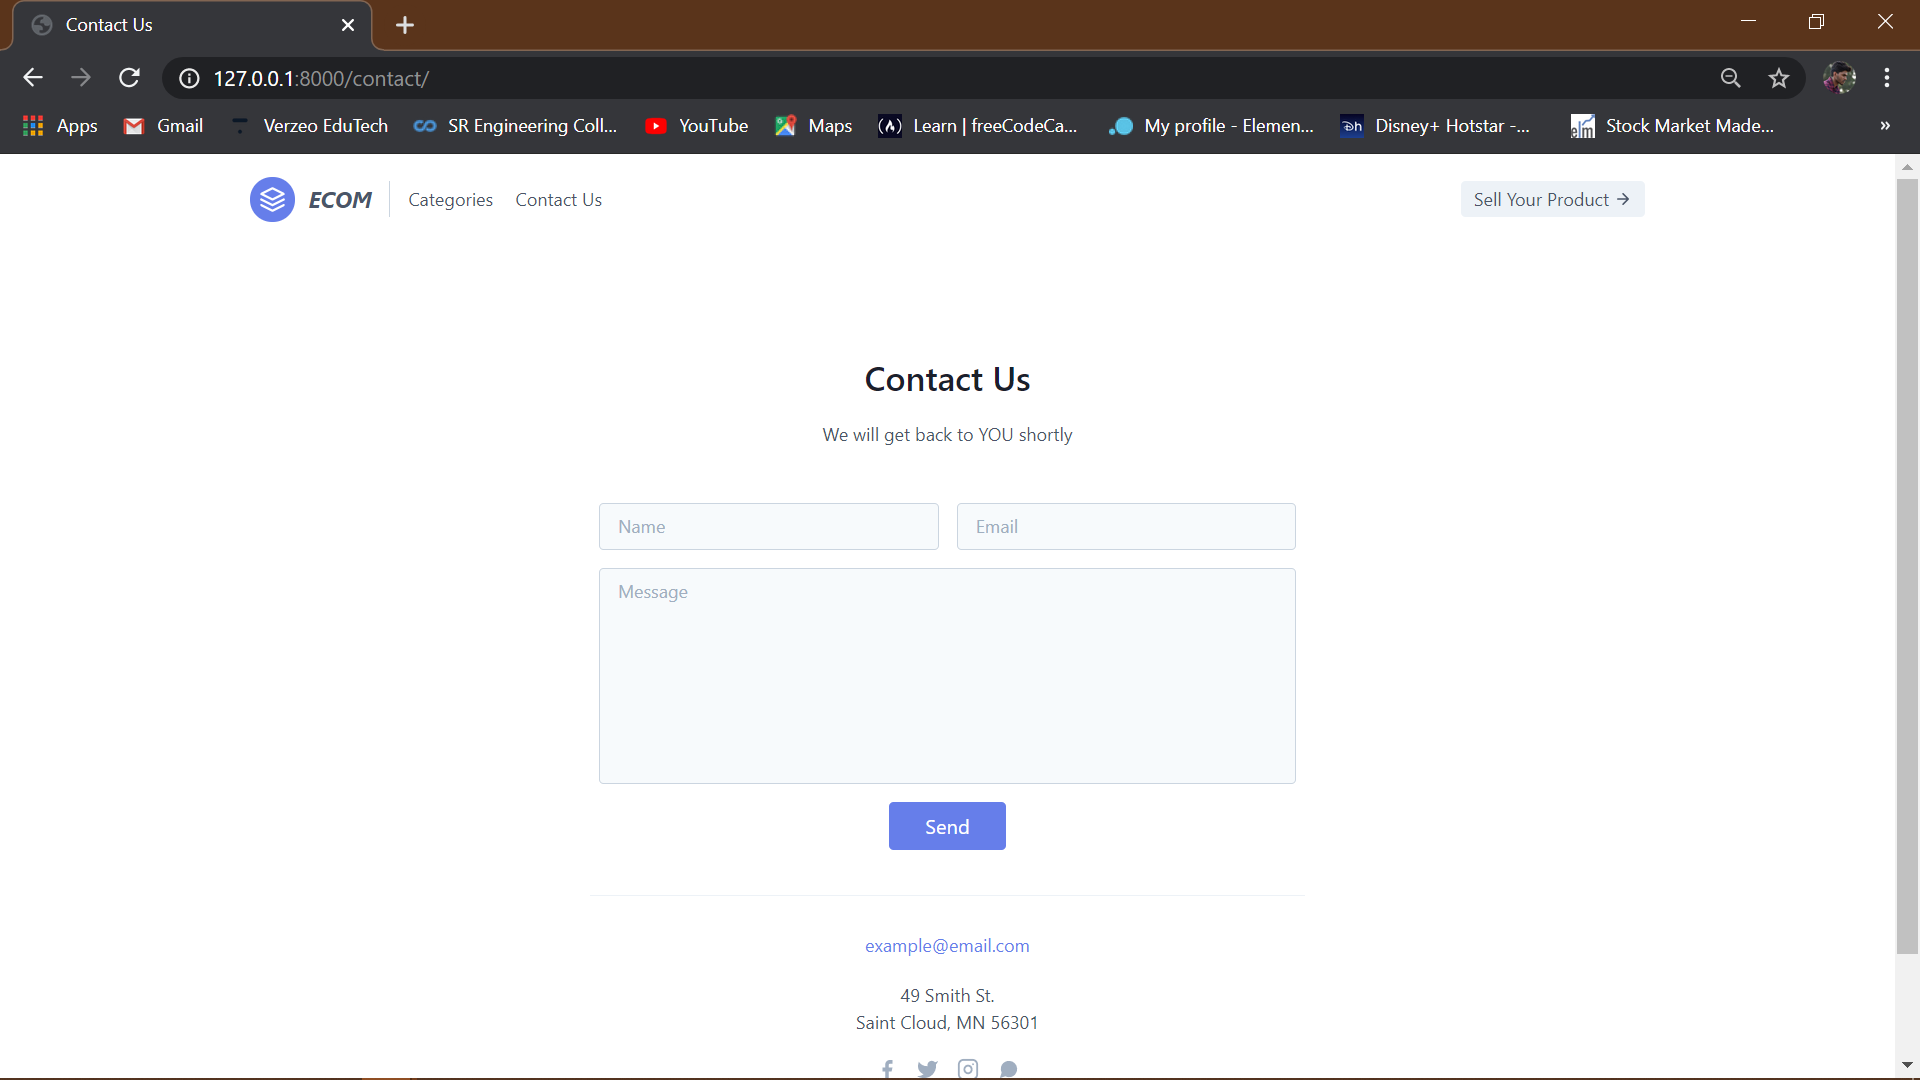 Contact Us
127.0.0.1:8000/contact/
Apps Gmail Verzeo EduTech SR Engineering Coll... YouTube Maps Learn | freeCodeCa... My profile - Elemen... Disney+ Hotstar -... Stock Market Made... »
ECOM Categories Contact Us Sell Your Product →
Contact Us
We will get back to YOU shortly
Name Email
Message
Send
example@email.com
49 Smith St.
Saint Cloud, MN 56301